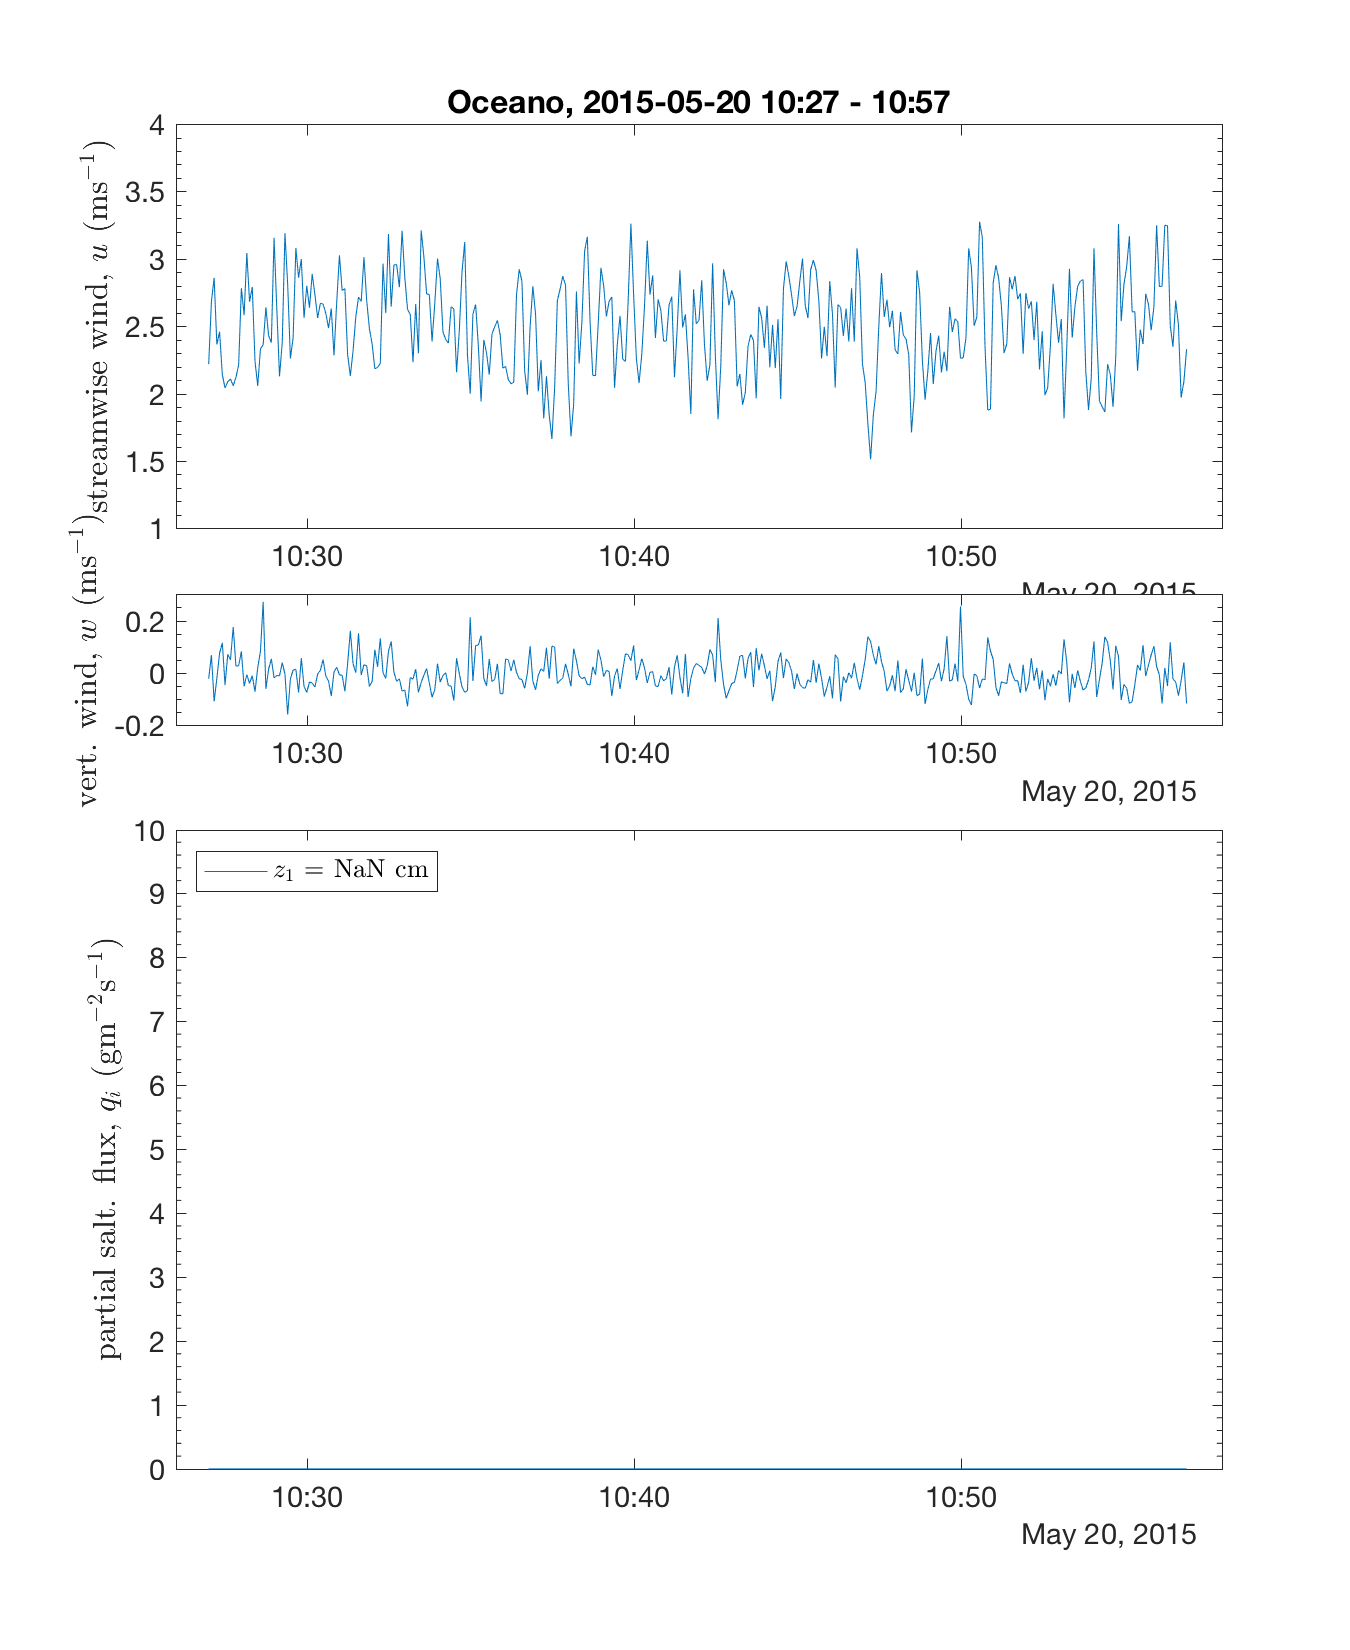 Oceano, 2015-05-20 10:27 - 10:57
streamwise wind, u (ms⁻¹)
4
3.5
3
2.5
2
1.5
1
10:30 10:40 10:50
May 20, 2015
vert. wind, w (ms⁻¹)
0.2
0
-0.2
10:30 10:40 10:50
May 20, 2015
partial salt. flux, qᵢ (gm⁻²s⁻¹)
10
9
8
7
6
5
4
3
2
1
0
z₁ = NaN cm
10:30 10:40 10:50
May 20, 2015